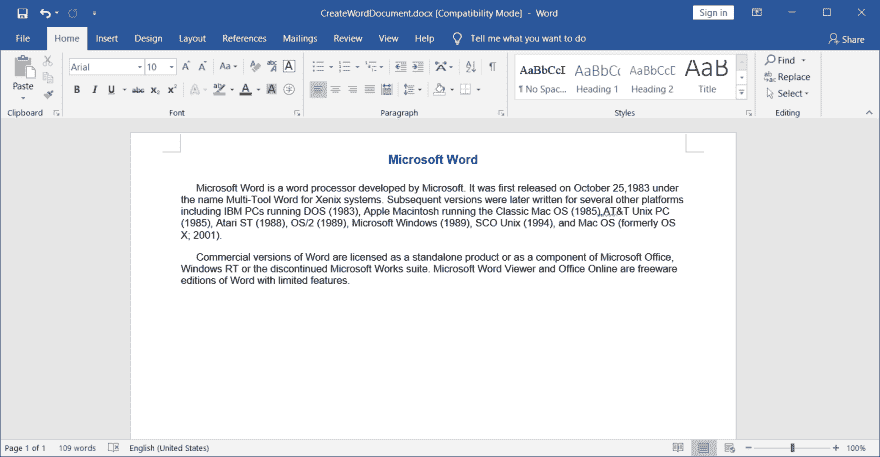 CreateWordDocument.docx [Compatibility Mode] - Word
Sign in
File Home Insert Design Layout References Mailings Review View Help Tell me what you want to do Share
Arial 10 Aa A
AaBbCcI AaBbCc AaBbCcI AaB
Find
Replace
Select
Paste
B I U abc x₂ x² A A A
¶ No Spac... Heading 1 Heading 2 Title
Clipboard Font Paragraph Styles Editing
Microsoft Word
Microsoft Word is a word processor developed by Microsoft. It was first released on October 25,1983 under
the name Multi-Tool Word for Xenix systems. Subsequent versions were later written for several other platforms
including IBM PCs running DOS (1983), Apple Macintosh running the Classic Mac OS (1985),AT&T Unix PC
(1985), Atari ST (1988), OS/2 (1989), Microsoft Windows (1989), SCO Unix (1994), and Mac OS (formerly OS
X; 2001).
Commercial versions of Word are licensed as a standalone product or as a component of Microsoft Office,
Windows RT or the discontinued Microsoft Works suite. Microsoft Word Viewer and Office Online are freeware
editions of Word with limited features.
Page 1 of 1 109 words English (United States) 100%